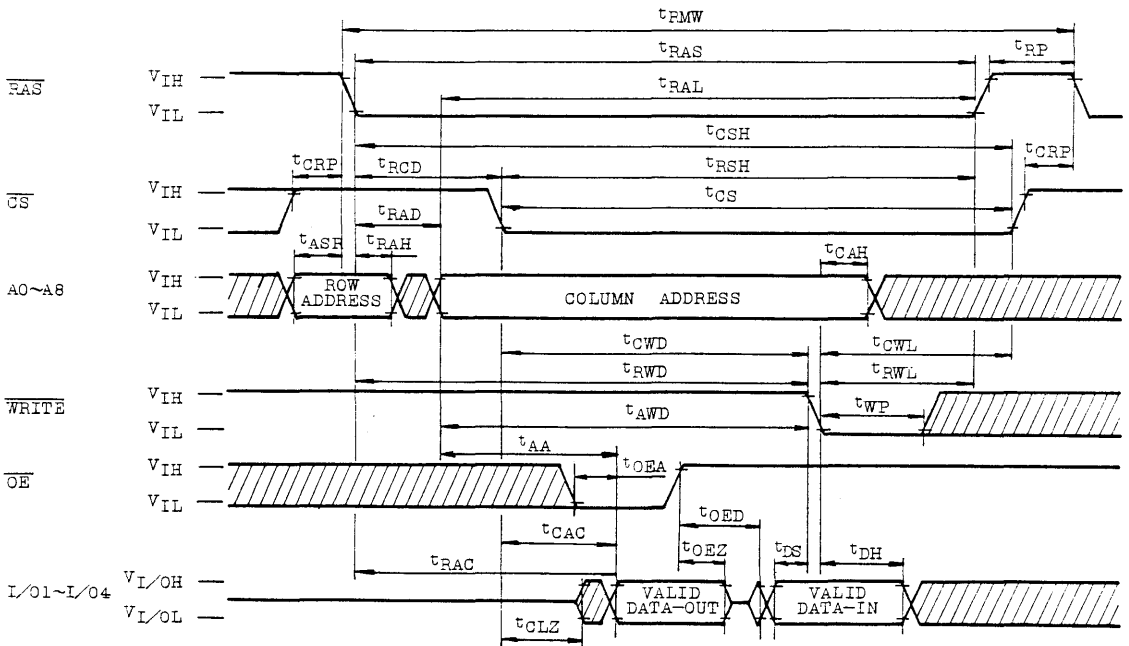 tRMW
tRAS
tRP
RAS
VIH
VIL
tRAL
tCSH
tCRP
tRCD
tRSH
tCRP
CS
VIH
VIL
tCS
tRAD
tASR
tRAH
tCAH
A0~A8
VIH
VIL
ROW
ADDRESS
COLUMN ADDRESS
tCWD
tCWL
tRWD
tRWL
WRITE
VIH
VIL
tWP
tAWD
tAA
tOEA
OE
VIH
VIL
tOED
tCAC
tOEZ
tDS
tDH
tRAC
I/O1~I/O4
VI/OH
VI/OL
VALID
DATA-OUT
VALID
DATA-IN
tCLZ